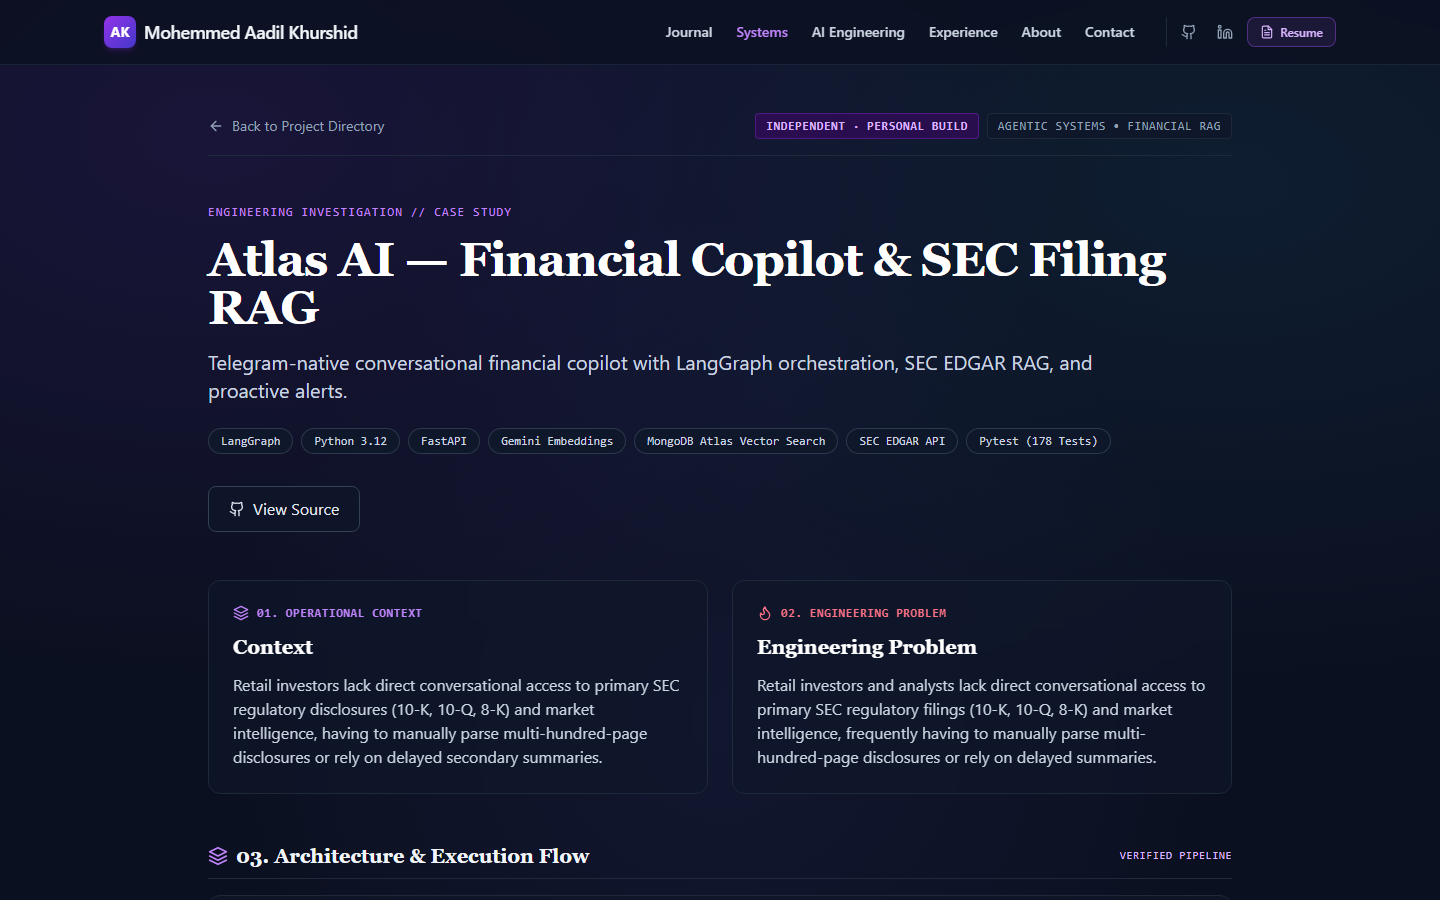 AK Mohemmed Aadil Khurshid Journal Systems AI Engineering Experience About Contact Resume
Back to Project Directory INDEPENDENT · PERSONAL BUILD AGENTIC SYSTEMS • FINANCIAL RAG
ENGINEERING INVESTIGATION // CASE STUDY
Atlas AI — Financial Copilot & SEC Filing
RAG
Telegram-native conversational financial copilot with LangGraph orchestration, SEC EDGAR RAG, and
proactive alerts.
LangGraph Python 3.12 FastAPI Gemini Embeddings MongoDB Atlas Vector Search SEC EDGAR API Pytest (178 Tests)
View Source
01. OPERATIONAL CONTEXT
Context
Retail investors lack direct conversational access to primary SEC
regulatory disclosures (10-K, 10-Q, 8-K) and market
intelligence, having to manually parse multi-hundred-page
disclosures or rely on delayed secondary summaries.
02. ENGINEERING PROBLEM
Engineering Problem
Retail investors and analysts lack direct conversational access to
primary SEC regulatory filings (10-K, 10-Q, 8-K) and market
intelligence, frequently having to manually parse multi-
hundred-page disclosures or rely on delayed summaries.
03. Architecture & Execution Flow VERIFIED PIPELINE